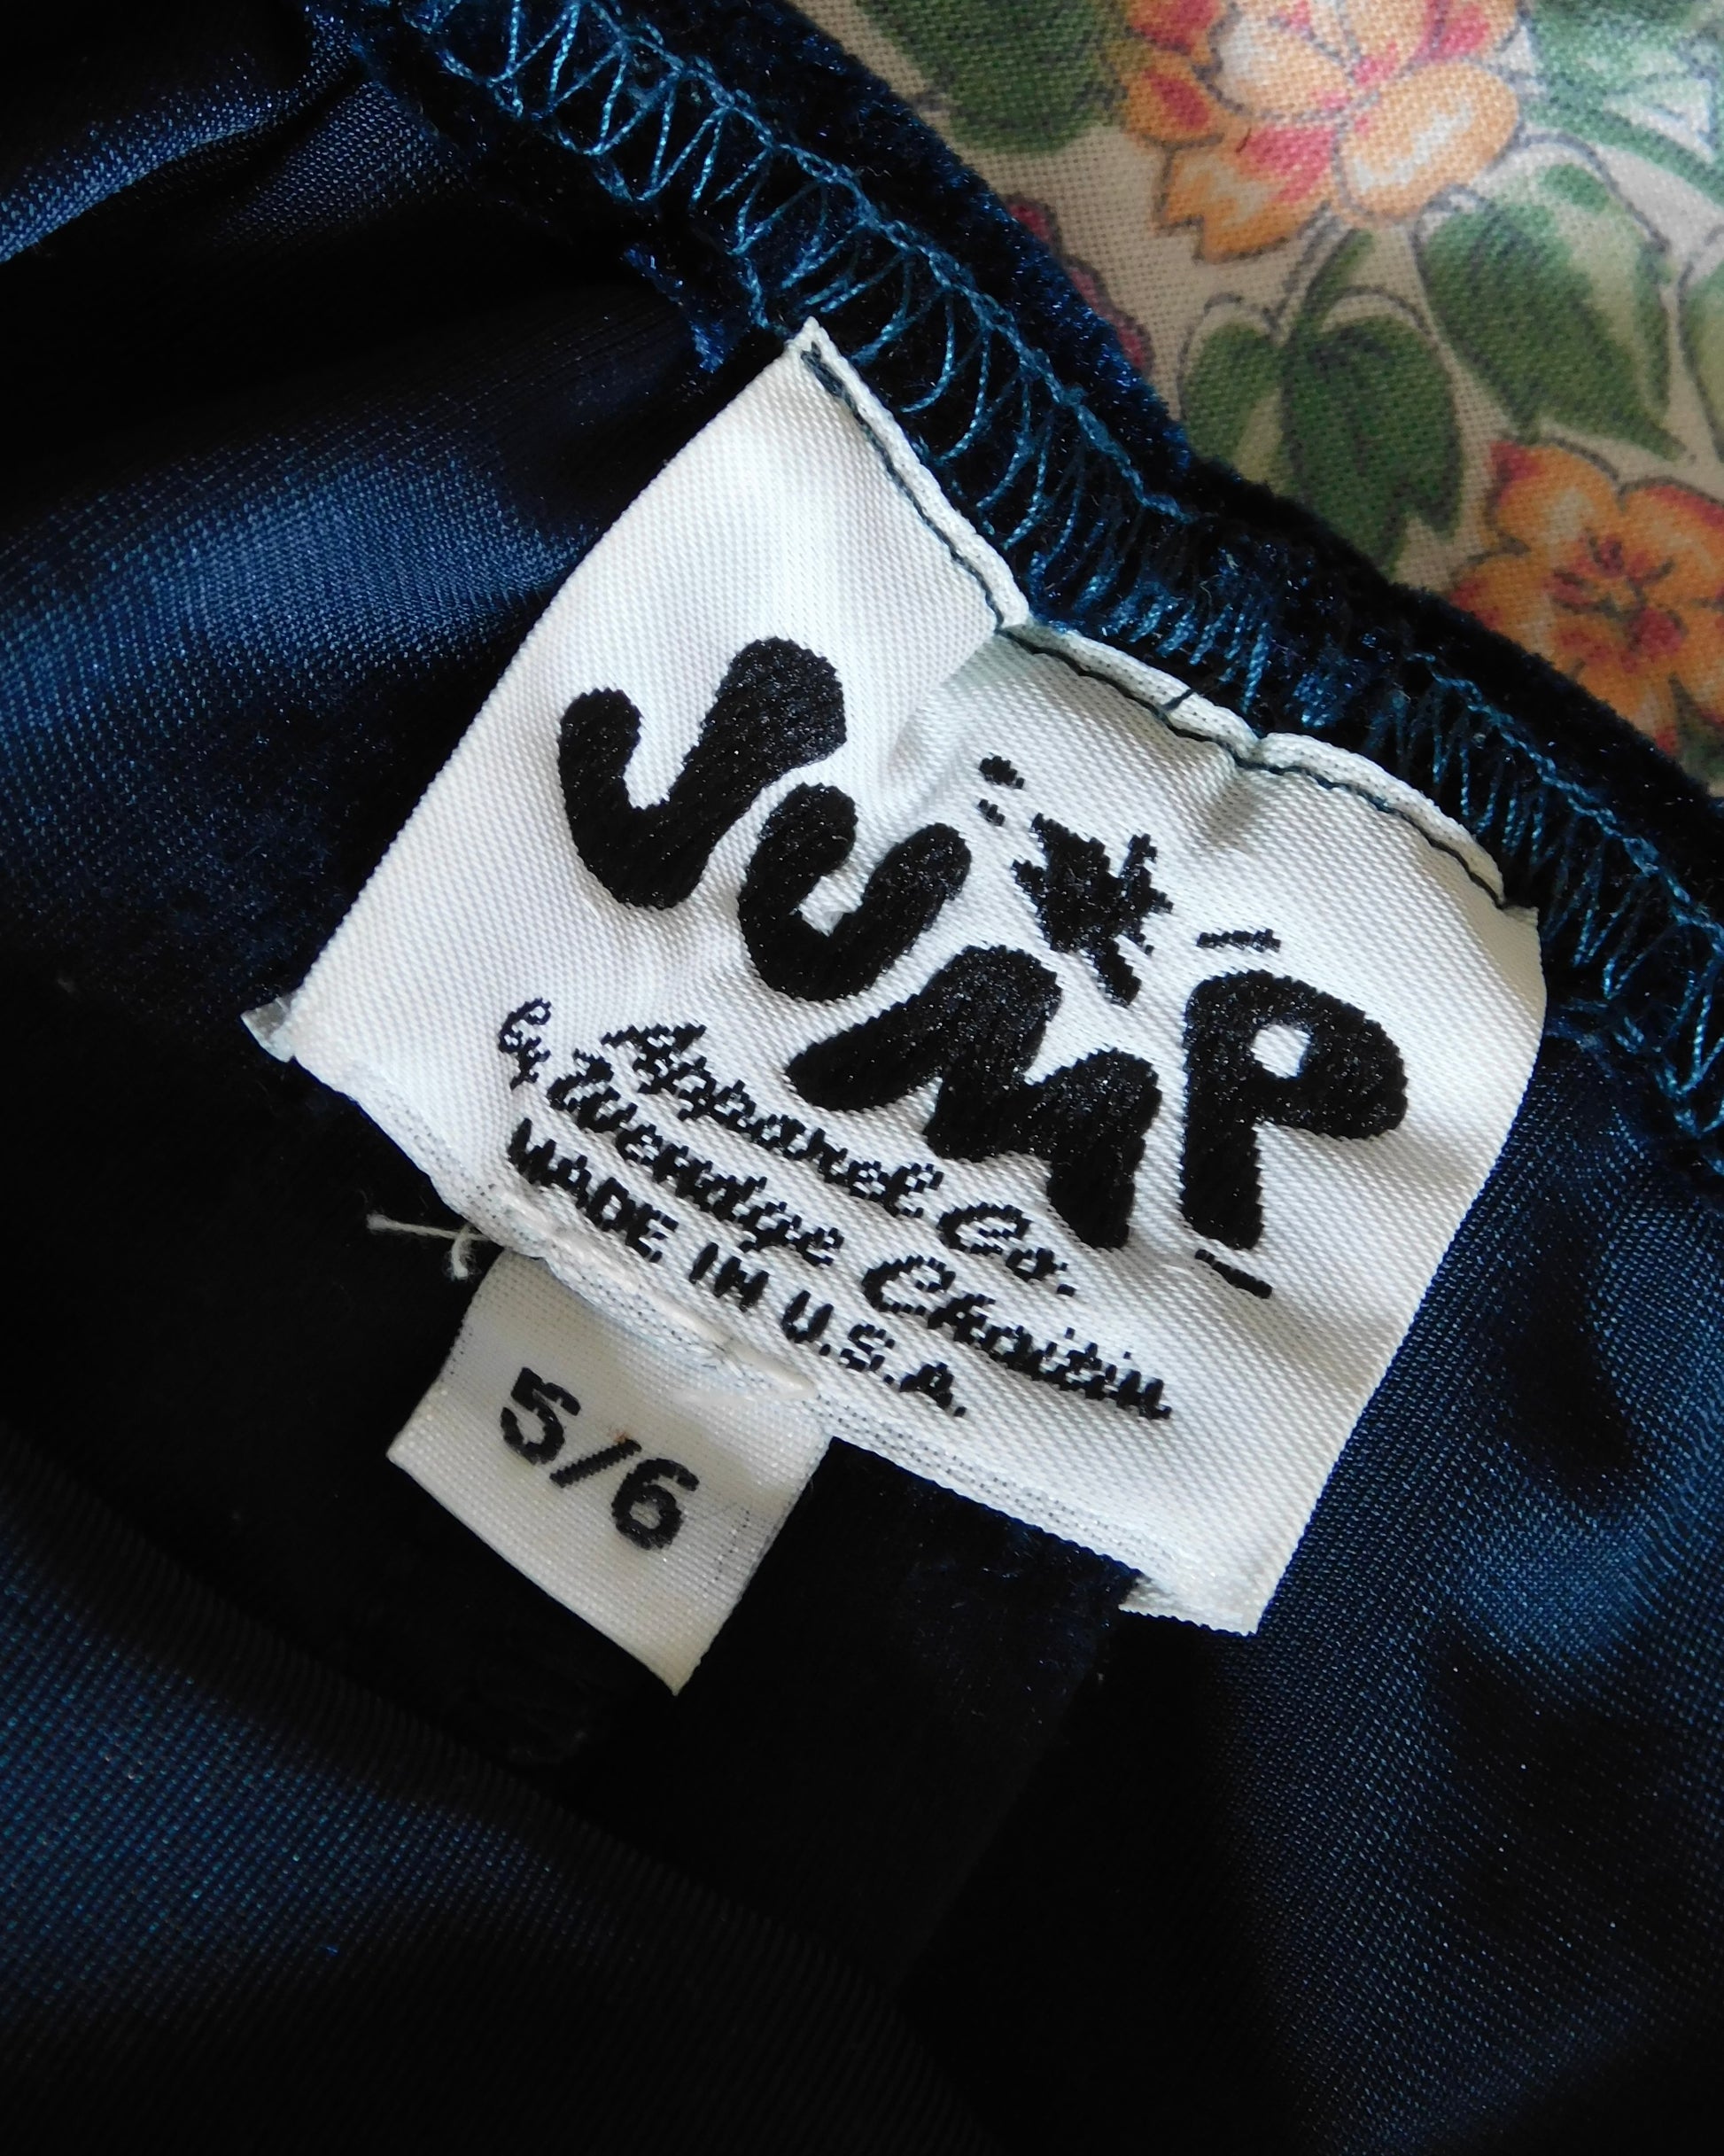 JUMP
Apparel Co.
by Wendye Chaitin
MADE IN U.S.A.
5/6